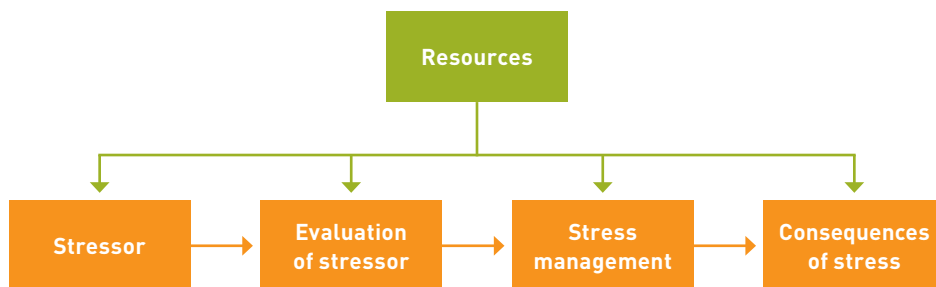 Resources
Stressor
Evaluation
of stressor
Stress
management
Consequences
of stress